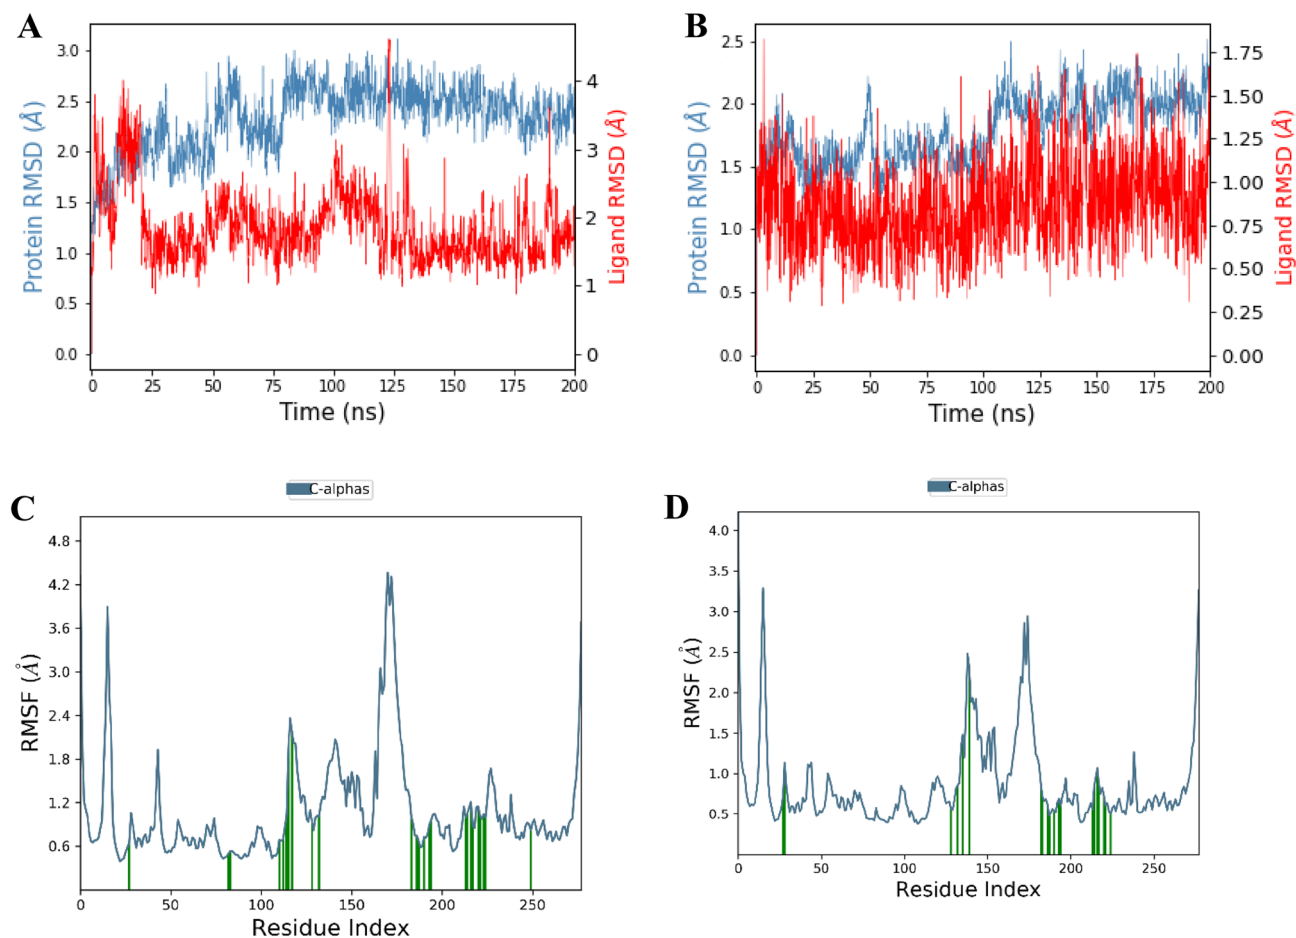 A
B
3.0
2.5
2.0
1.5
1.0
0.5
0.0
Protein RMSD (Å)
4
3
2
1
0
Ligand RMSD (Å)
0 25 50 75 100 125 150 175 200
Time (ns)
2.5
2.0
1.5
1.0
0.5
0.0
Protein RMSD (Å)
1.75
1.50
1.25
1.00
0.75
0.50
0.25
0.00
Ligand RMSD (Å)
0 25 50 75 100 125 150 175 200
Time (ns)
C
C-alphas
4.8
4.2
3.6
3.0
2.4
1.8
1.2
0.6
RMSF (Å)
0 50 100 150 200 250
Residue Index
D
C-alphas
4.0
3.5
3.0
2.5
2.0
1.5
1.0
0.5
RMSF (Å)
0 50 100 150 200 250
Residue Index